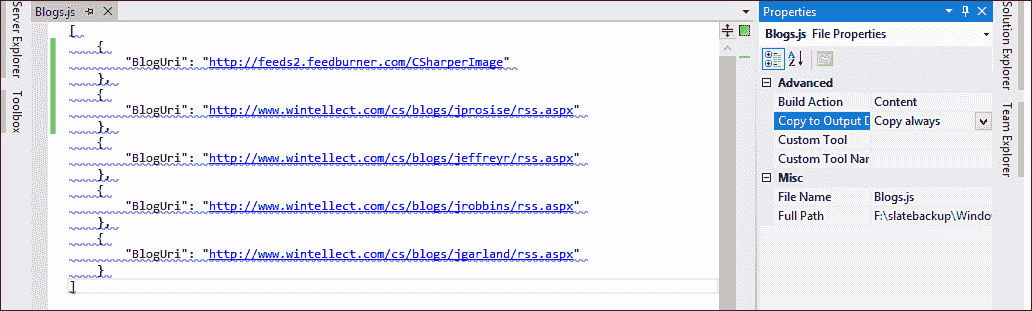 Server Explorer
Toolbox
Blogs.js
[
{
"BlogUri": "http://feeds2.feedburner.com/CSharperImage"
},
{
"BlogUri": "http://www.wintellect.com/cs/blogs/jprosise/rss.aspx"
},
{
"BlogUri": "http://www.wintellect.com/cs/blogs/jeffreyr/rss.aspx"
},
{
"BlogUri": "http://www.wintellect.com/cs/blogs/jrobbins/rss.aspx"
},
{
"BlogUri": "http://www.wintellect.com/cs/blogs/jgarland/rss.aspx"
}
]
Properties
Blogs.js File Properties
Advanced
Build Action Content
Copy to Output D Copy always
Custom Tool
Custom Tool Nar
Misc
File Name Blogs.js
Full Path F:\slatebackup\Window
Solution Explorer
Team Explorer